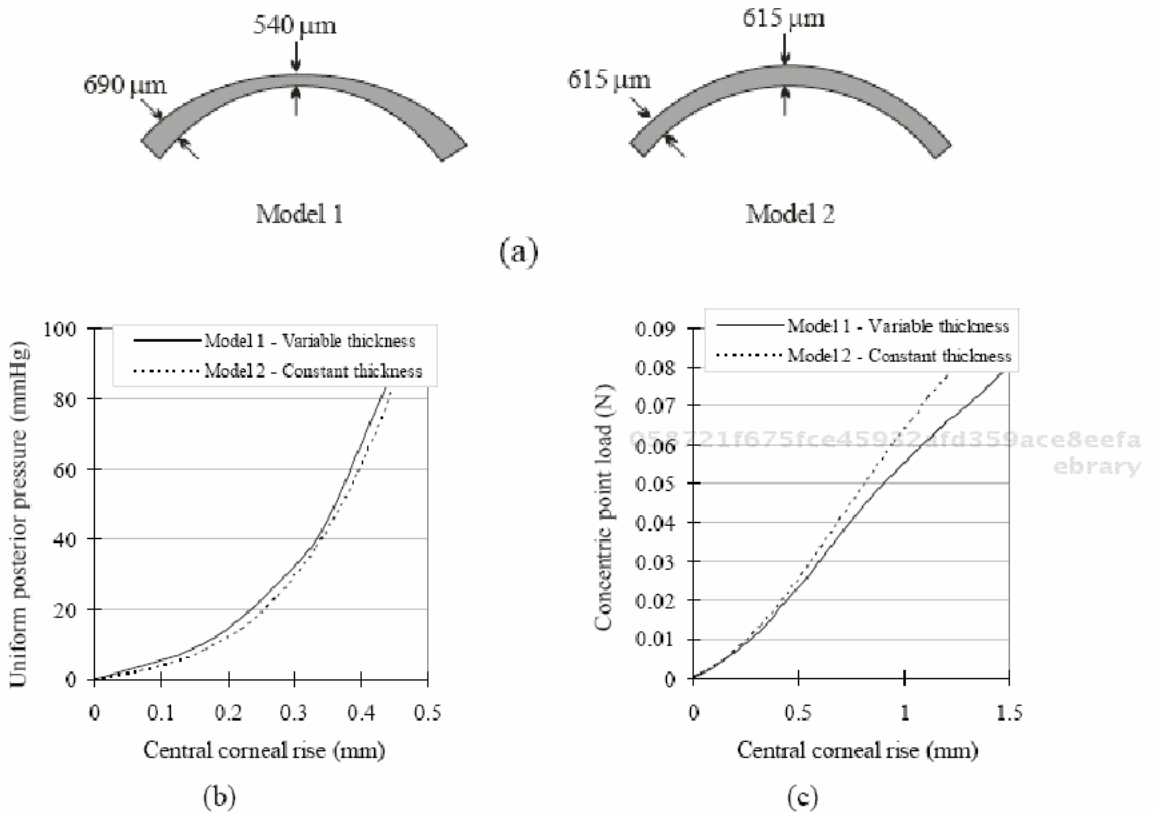 540 µm
690 µm
Model 1
615 µm
615 µm
Model 2
(a)
Uniform posterior pressure (mmHg)
100
80
60
40
20
0
Model 1 - Variable thickness
Model 2 - Constant thickness
0 0.1 0.2 0.3 0.4 0.5
Central corneal rise (mm)
(b)
Concentric point load (N)
0.09
0.08
0.07
0.06
0.05
0.04
0.03
0.02
0.01
0
Model 1 - Variable thickness
Model 2 - Constant thickness
0 0.5 1 1.5
Central corneal rise (mm)
(c)
ebrary